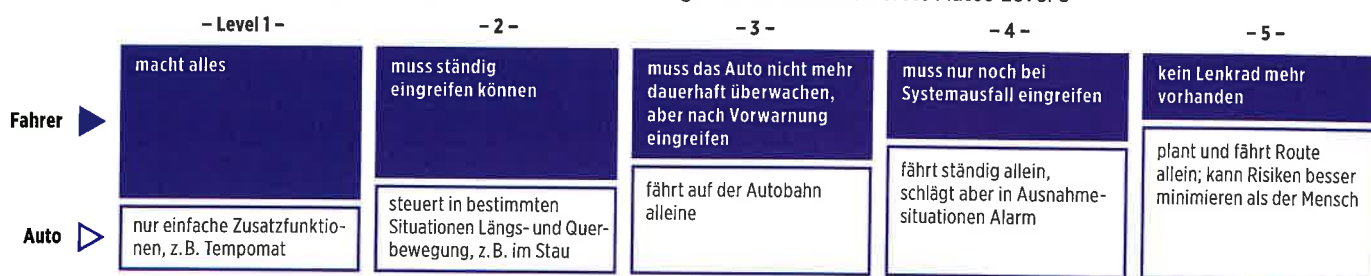 – Level 1 –
– 2 –
– 3 –
– 4 –
– 5 –
Fahrer
macht alles
muss ständig
eingreifen können
muss das Auto nicht mehr
dauerhaft überwachen,
aber nach Vorwarnung
eingreifen
muss nur noch bei
Systemausfall eingreifen
kein Lenkrad mehr
vorhanden
Auto
nur einfache Zusatzfunktio-
nen, z.B. Tempomat
steuert in bestimmten
Situationen Längs- und Quer-
bewegung, z.B. im Stau
fährt auf der Autobahn
alleine
fährt ständig allein,
schlägt aber in Ausnahme-
situationen Alarm
plant und fährt Route
allein; kann Risiken besser
minimieren als der Mensch